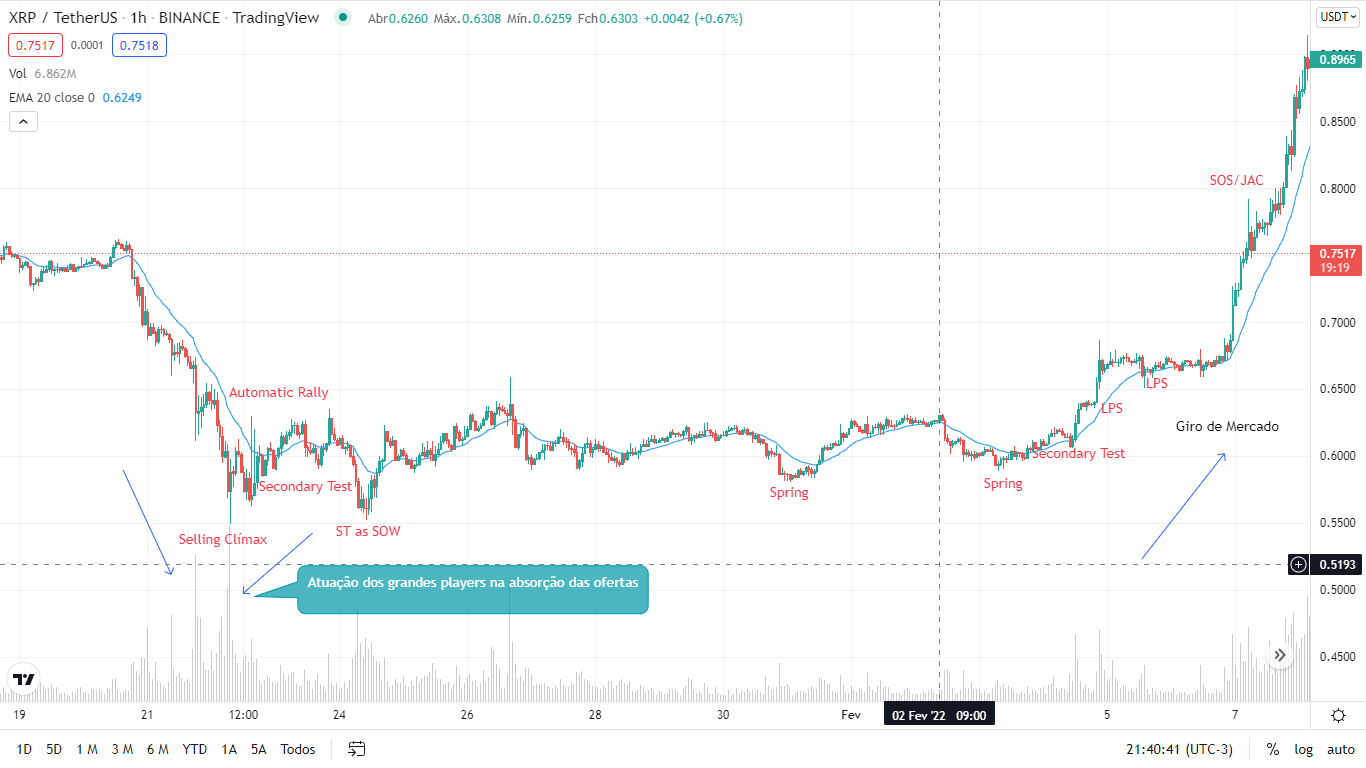 XRP / TetherUS · 1h · BINANCE · TradingView Abr0.6260 Máx.0.6308 Mín.0.6259 Fch0.6303 +0.0042 (+0.67%)
USDT
0.7517 0.0001 0.7518
Vol 6.862M
EMA 20 close 0 0.6249
0.8965
0.8500
SOS/JAC
0.8000
0.7517
19:19
0.7000
0.6500
Automatic Rally
LPS
LPS
Giro de Mercado
0.6000
Secondary Test
Secondary Test
Spring
Spring
0.5500
ST as SOW
Selling Clímax
0.5193
Atuação dos grandes players na absorção das ofertas
0.5000
0.4500
19 21 12:00 24 26 28 30 Fev 02 Fev '22 09:00 5 7
1D 5D 1 M 3 M 6 M YTD 1A 5A Todos 21:40:41 (UTC-3) % log auto